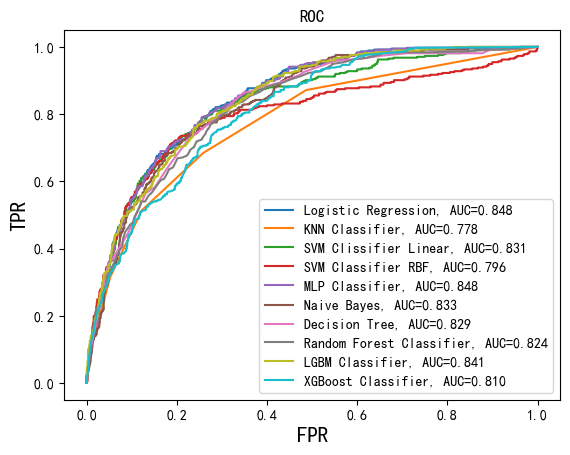 ROC
TPR
1.0
0.8
0.6
0.4
0.2
0.0
Logistic Regression, AUC=0.848
KNN Classifier, AUC=0.778
SVM Clissifier Linear, AUC=0.831
SVM Classifier RBF, AUC=0.796
MLP Classifier, AUC=0.848
Naive Bayes, AUC=0.833
Decision Tree, AUC=0.829
Random Forest Classifier, AUC=0.824
LGBM Classifier, AUC=0.841
XGBoost Classifier, AUC=0.810
0.0 0.2 0.4 0.6 0.8 1.0
FPR